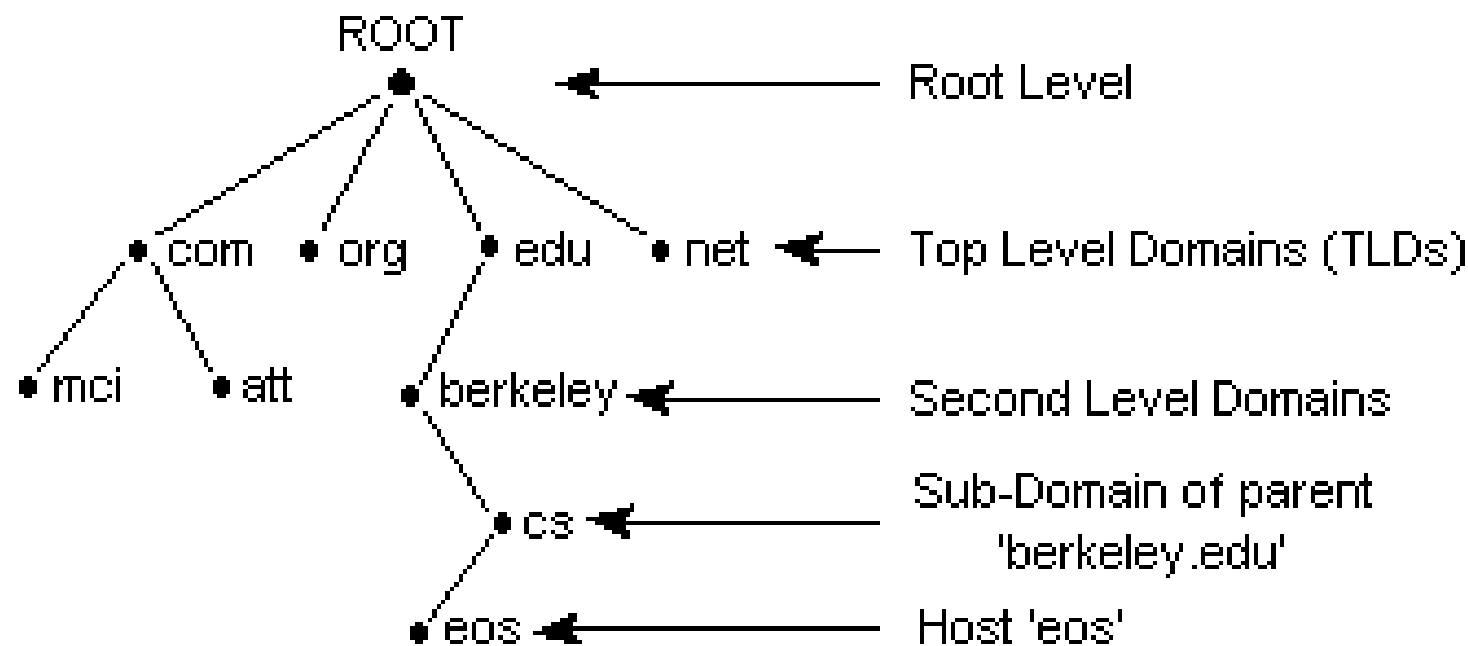 ROOT
Root Level
com org edu net
Top Level Domains (TLDs)
mci att berkeley
Second Level Domains
cs
Sub-Domain of parent
'berkeley.edu'
eos
Host 'eos'